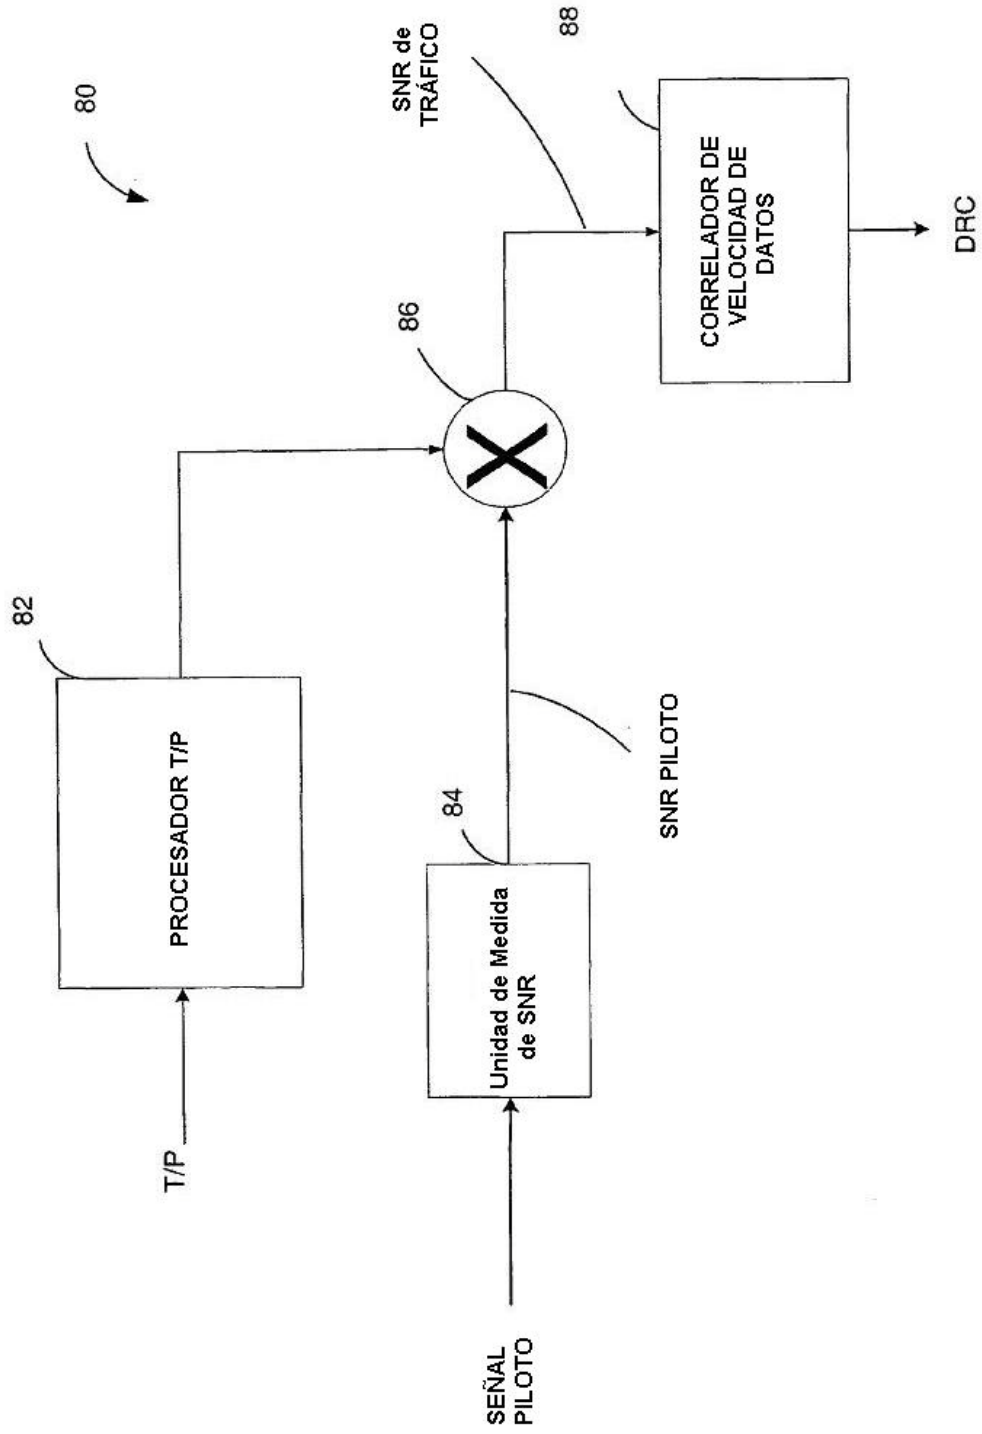 80
82
PROCESADOR T/P
T/P
84
Unidad de Medida
de SNR
SEÑAL
PILOTO
SNR PILOTO
86
SNR de
TRÁFICO
88
CORRELADOR DE
VELOCIDAD DE
DATOS
DRC
X